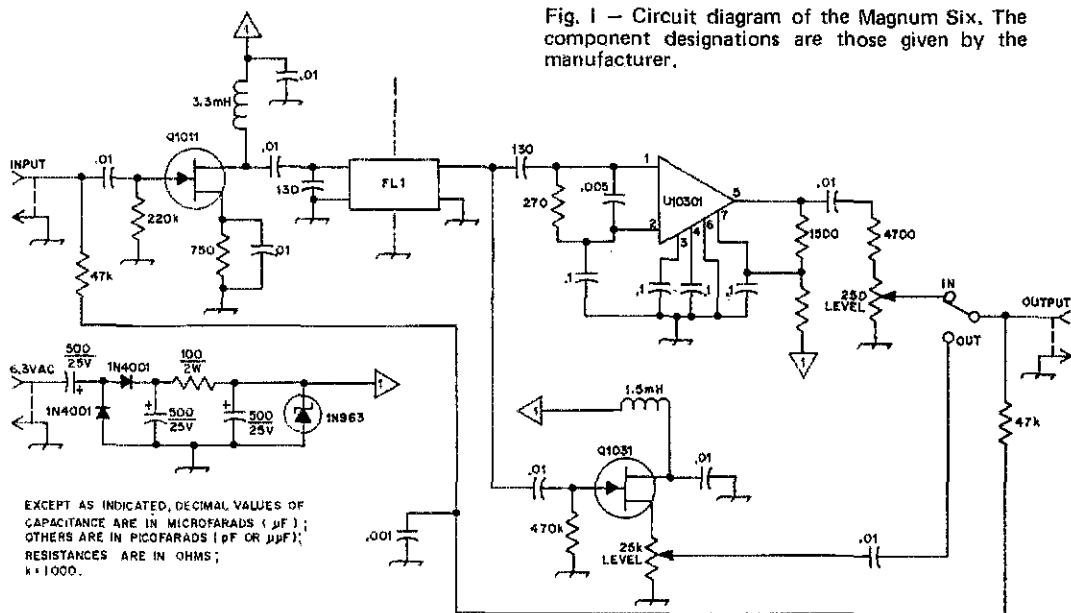 Fig. 1 — Circuit diagram of the Magnum Six. The
component designations are those given by the
manufacturer.
1
.01
3.3mH
Q1011
INPUT
.01
.01
130
FL1
220k
750
.01
47k
130
1
270
.005
U10301
2
3
4
6
7
5
.01
1500
4700
.1
.1
.1
.1
250
LEVEL
IN
OUT
OUTPUT
1
47k
6.3VAC
500
25V
+
1N4001
100
2W
1
1N4001
+
500
25V
+
500
25V
1N963
1
1.5mH
Q1031
.01
.01
470k
25k
LEVEL
.01
.001
EXCEPT AS INDICATED, DECIMAL VALUES OF
CAPACITANCE ARE IN MICROFARADS ( µF ) ;
OTHERS ARE IN PICOFARADS ( pF OR µµF);
RESISTANCES ARE IN OHMS ;
k = 1000.